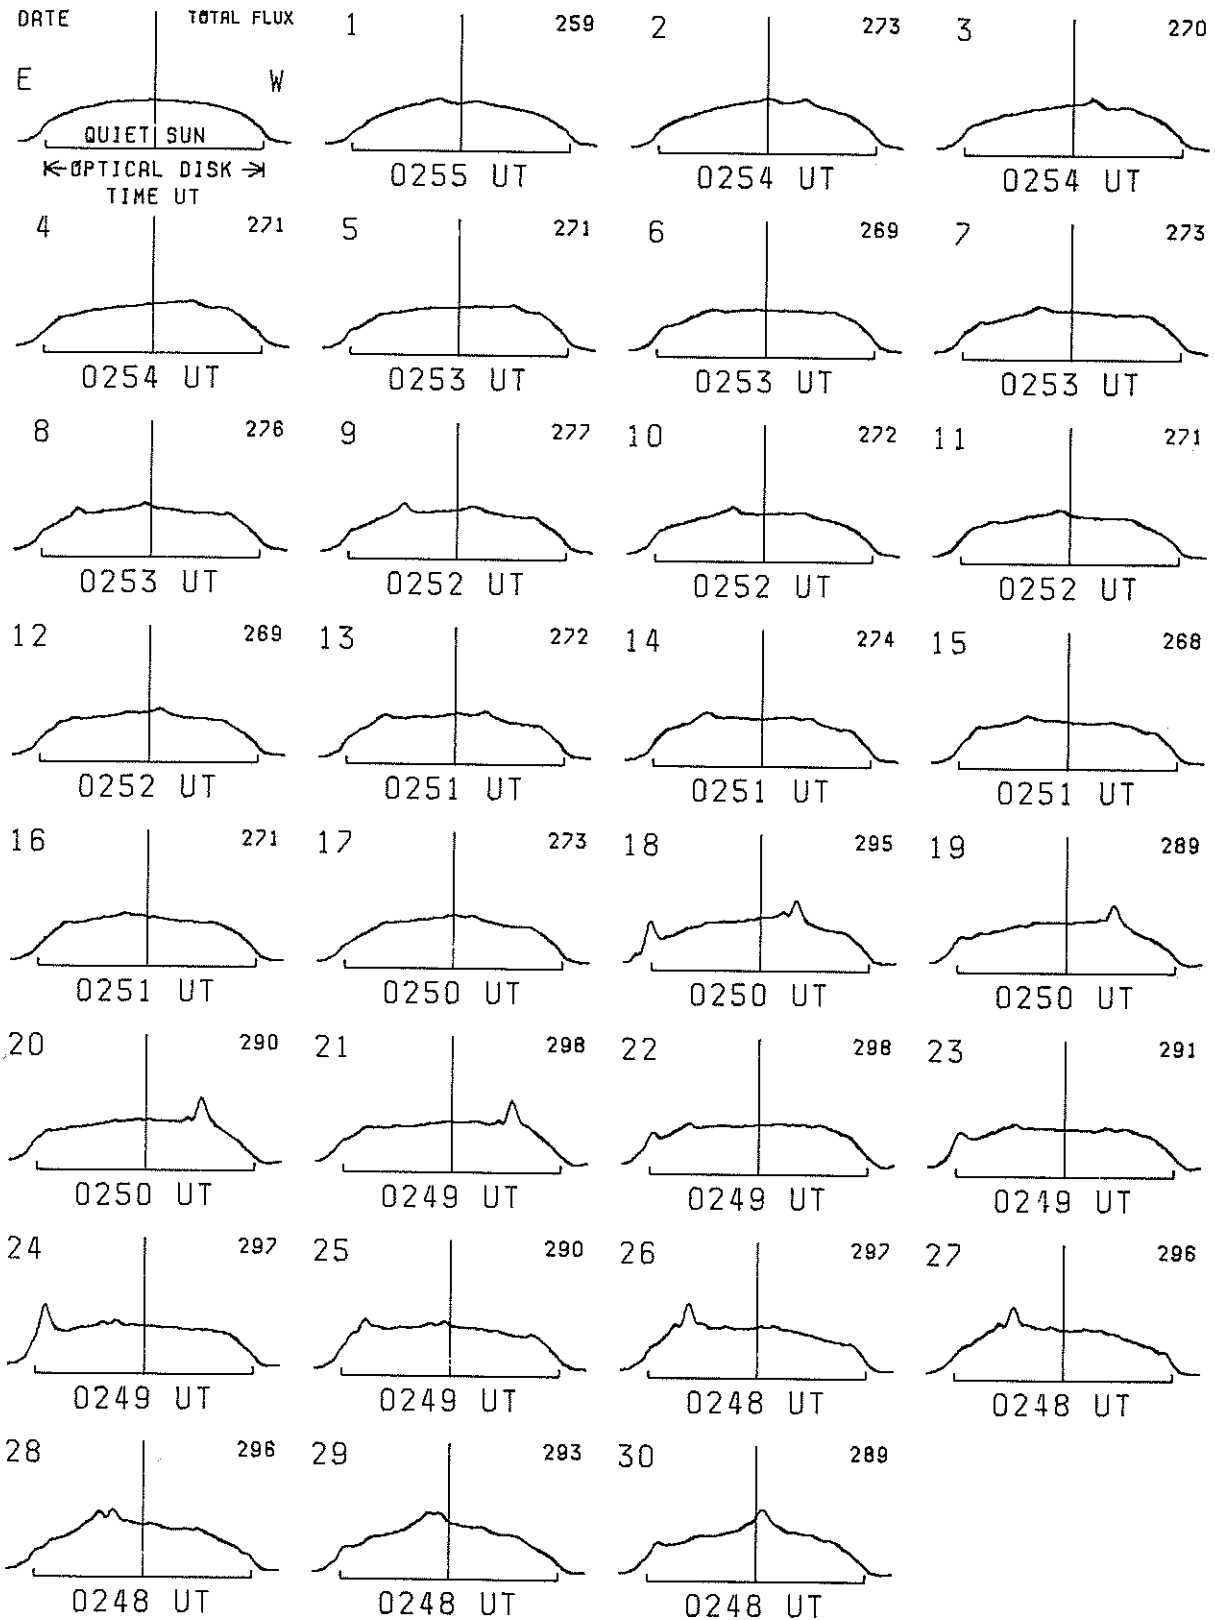 DATE TOTAL FLUX
E W
QUIET SUN
←OPTICAL DISK→
TIME UT
1 259
0255 UT
2 273
0254 UT
3 270
0254 UT
4 271
0254 UT
5 271
0253 UT
6 269
0253 UT
7 273
0253 UT
8 276
0253 UT
9 277
0252 UT
10 272
0252 UT
11 271
0252 UT
12 269
0252 UT
13 272
0251 UT
14 274
0251 UT
15 268
0251 UT
16 271
0251 UT
17 273
0250 UT
18 295
0250 UT
19 289
0250 UT
20 290
0250 UT
21 298
0249 UT
22 298
0249 UT
23 291
0249 UT
24 297
0249 UT
25 290
0249 UT
26 297
0248 UT
27 296
0248 UT
28 296
0248 UT
29 293
0248 UT
30 289
0248 UT